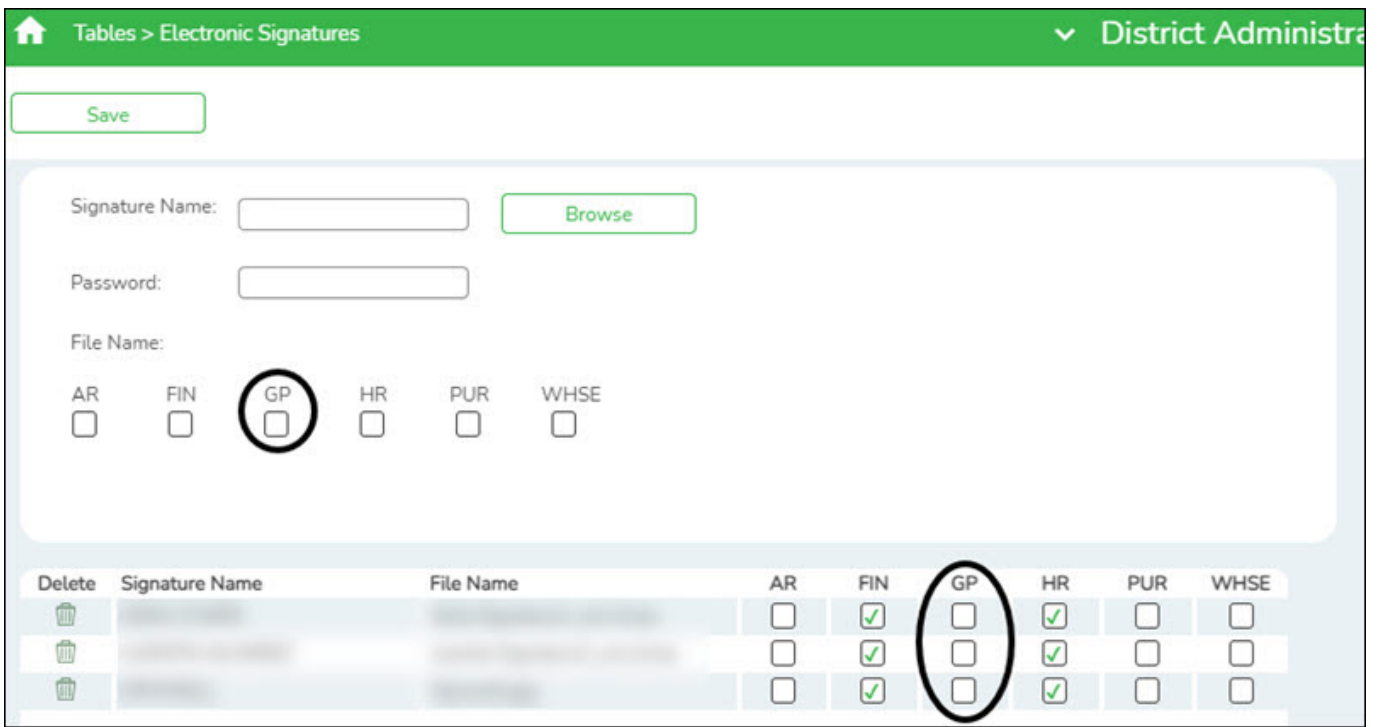 Tables > Electronic Signatures District Administra
Save
Signature Name: Browse
Password:
File Name:
AR FIN GP HR PUR WHSE
Delete Signature Name File Name AR FIN GP HR PUR WHSE